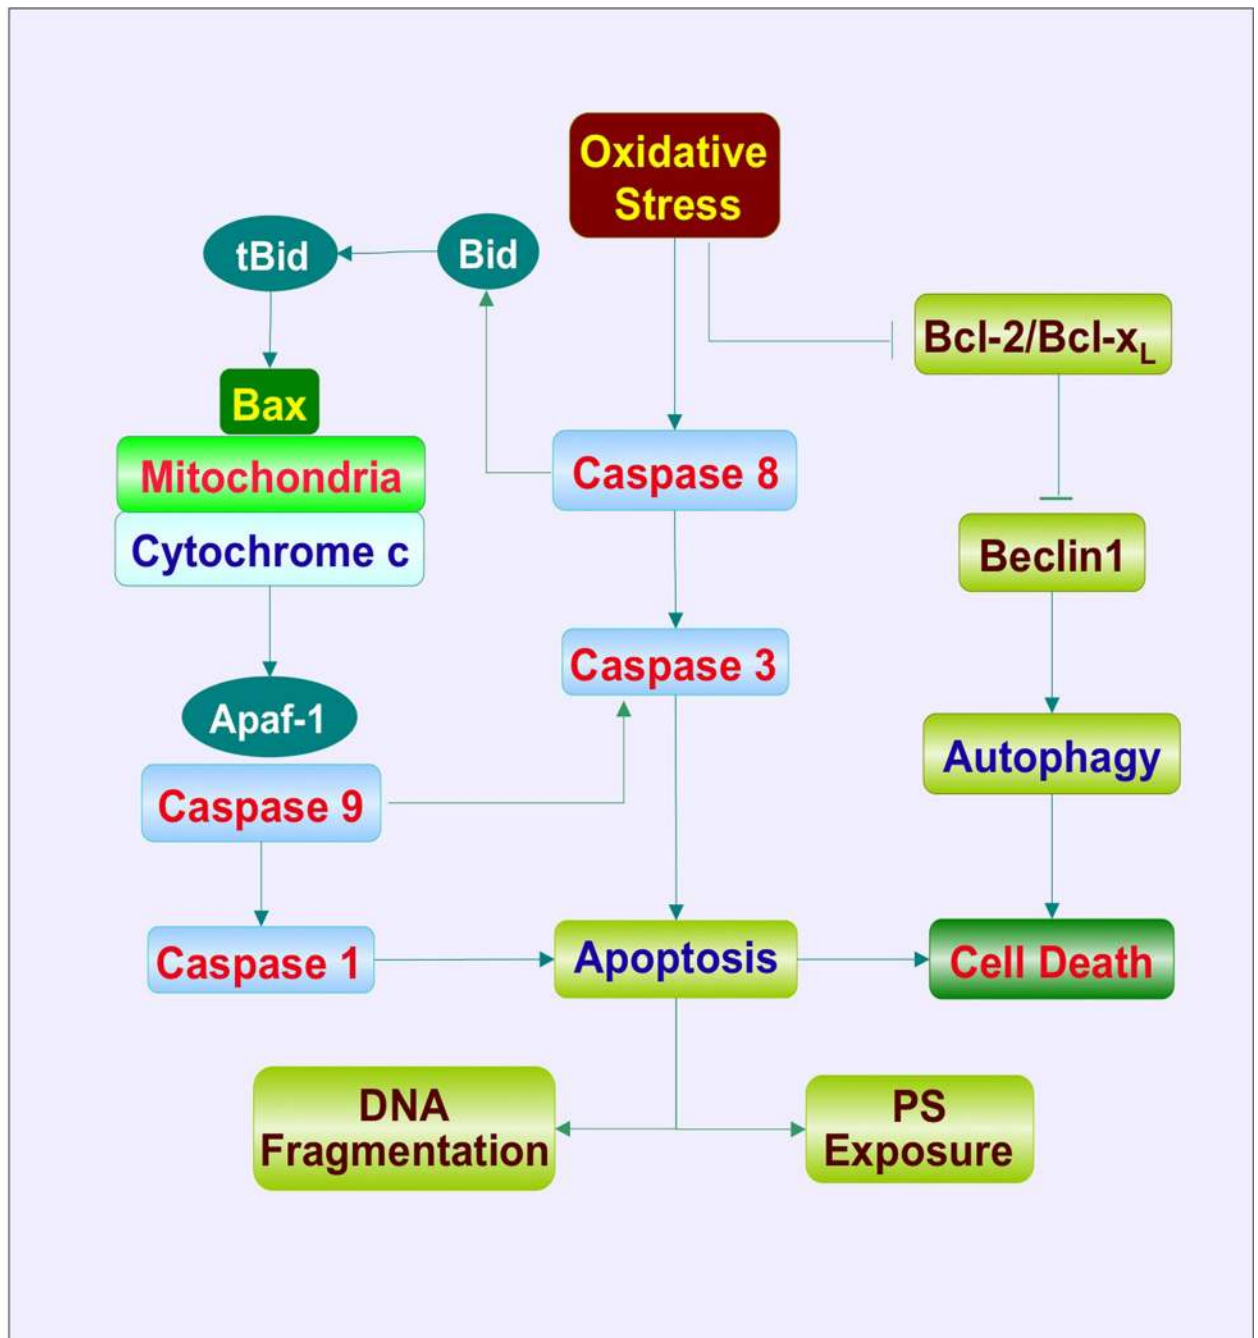 Oxidative
Stress
tBid
Bid
Bcl-2/Bcl-xL
Bax
Mitochondria
Caspase 8
Cytochrome c
Beclin1
Caspase 3
Apaf-1
Autophagy
Caspase 9
Caspase 1
Apoptosis
Cell Death
DNA
Fragmentation
PS
Exposure